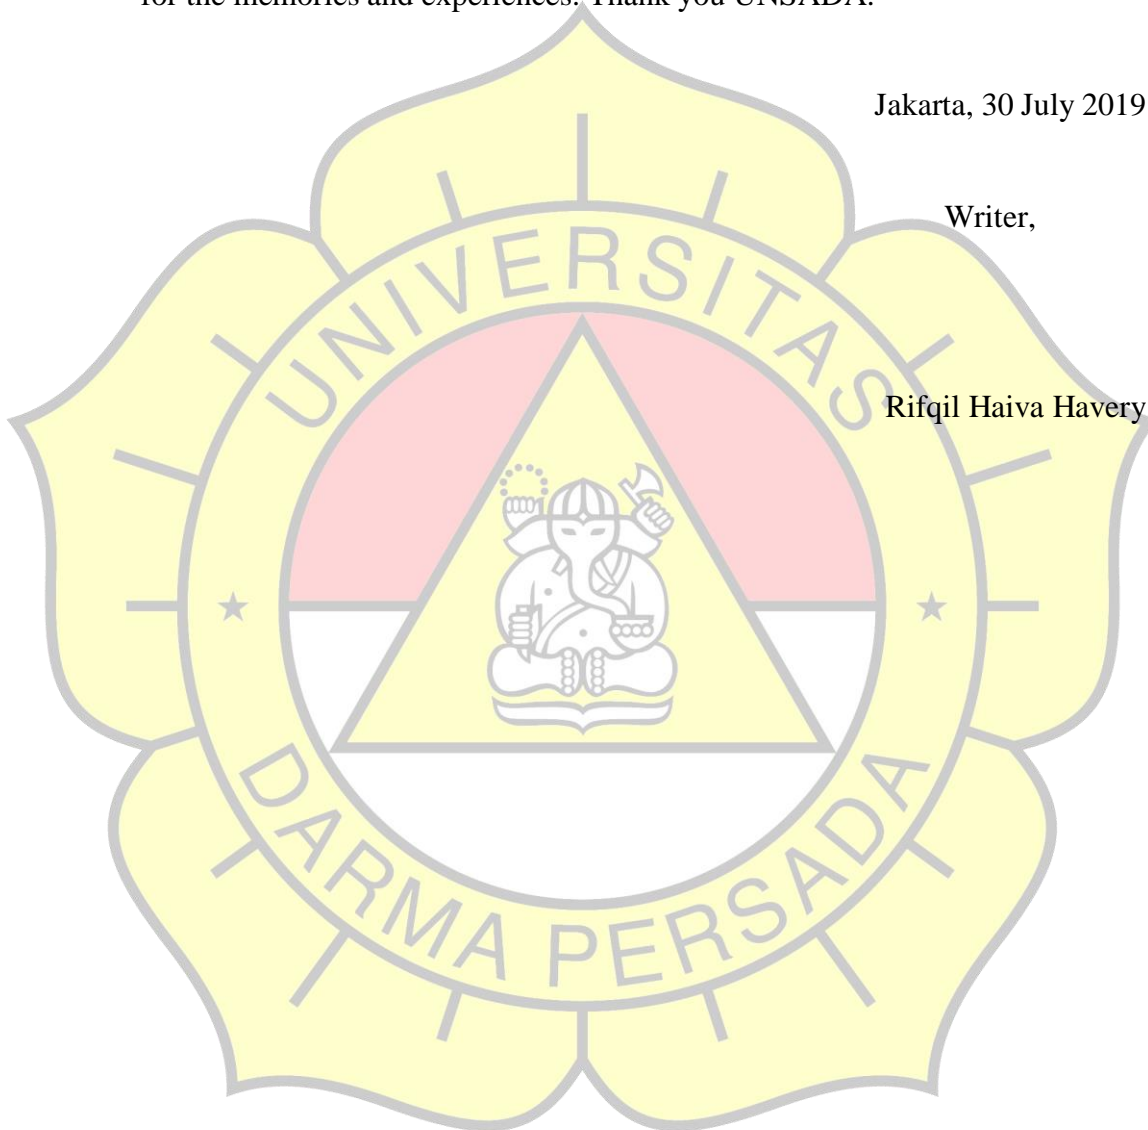 for the memories and experiences. Thank you UNSADA.
Jakarta, 30 July 2019
Writer,
Rifqil Haiva Havery
UNIVERSITAS
DARMA PERSADA